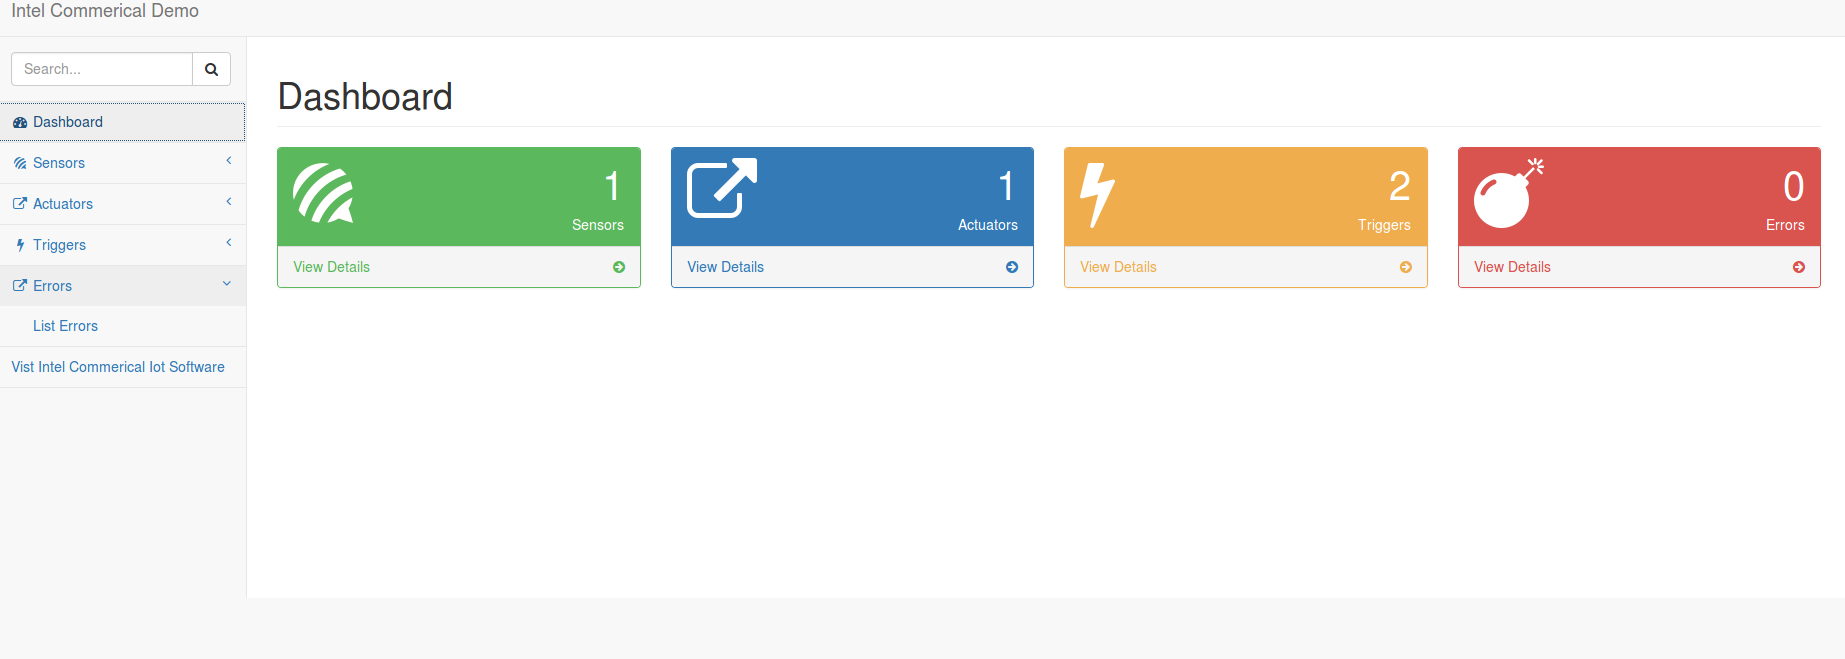 Intel Commerical Demo
Search...
Dashboard
Sensors
Actuators
Triggers
Errors
List Errors
Vist Intel Commerical Iot Software
Dashboard
1
Sensors
View Details
1
Actuators
View Details
2
Triggers
View Details
0
Errors
View Details